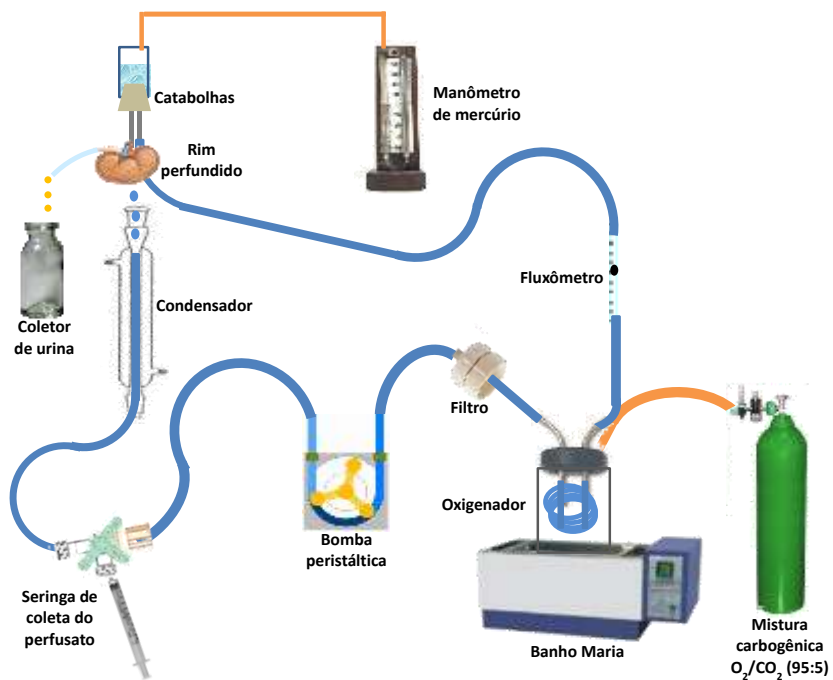 Catabolhas
Manômetro
de mercúrio
Rim
perfundido
Fluxômetro
Condensador
Coletor
de urina
Filtro
Oxigenador
Bomba
peristáltica
Seringa de
coleta do
perfusato
Banho Maria
Mistura
carbogênica
O₂/CO₂ (95:5)